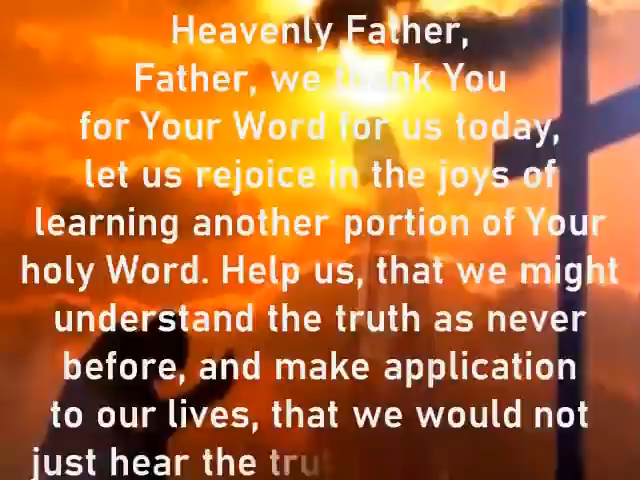 Heavenly Father,
Father, we thank You
for Your Word for us today,
let us rejoice in the joys of
learning another portion of Your
holy Word. Help us, that we might
understand the truth as never
before, and make application
to our lives, that we would not
just hear the